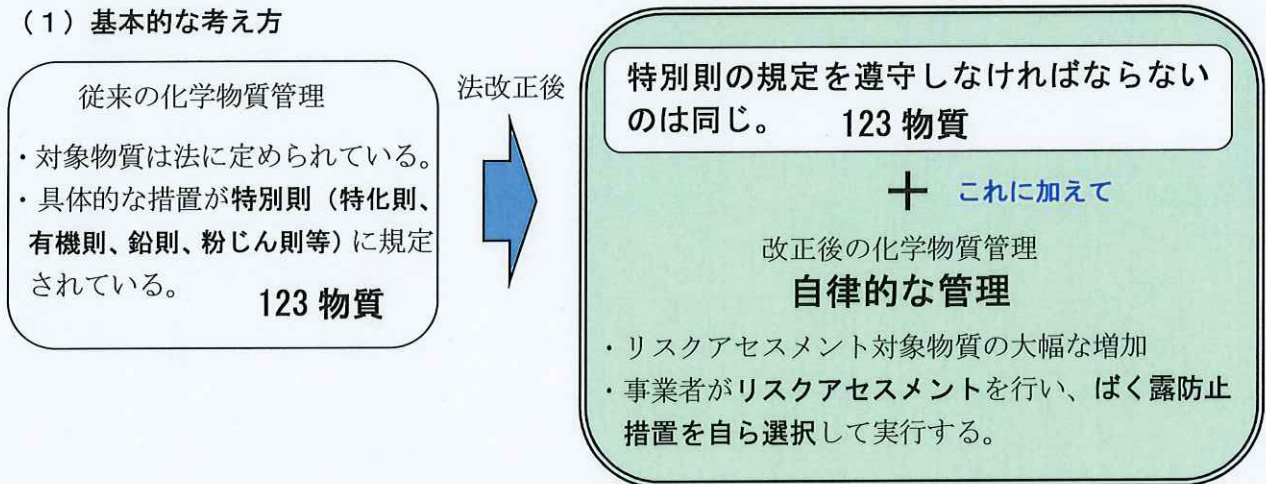 （１）基本的な考え方
従来の化学物質管理
・対象物質は法に定められている。
・具体的な措置が特別則（特化則、
有機則、鉛則、粉じん則等）に規定
されている。
123 物質
法改正後
特別則の規定を遵守しなければならない
のは同じ。 123 物質
＋ これに加えて
改正後の化学物質管理
自律的な管理
・リスクアセスメント対象物質の大幅な増加
・事業者がリスクアセスメントを行い、ばく露防止
措置を自ら選択して実行する。